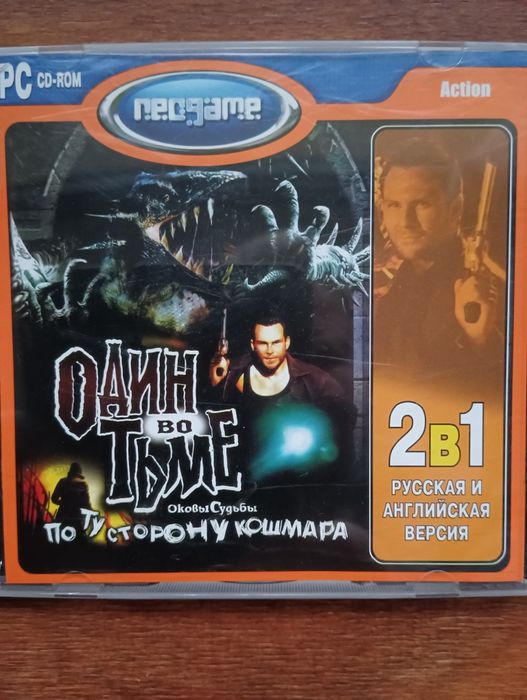 PC CD-ROM
neogame
Action
ОДИН
ВО
ТЬМЕ
Оковы Судьбы
ПО ТУ СТОРОНУ КОШМАРА
2в1
РУССКАЯ И
АНГЛИЙСКАЯ
ВЕРСИЯ